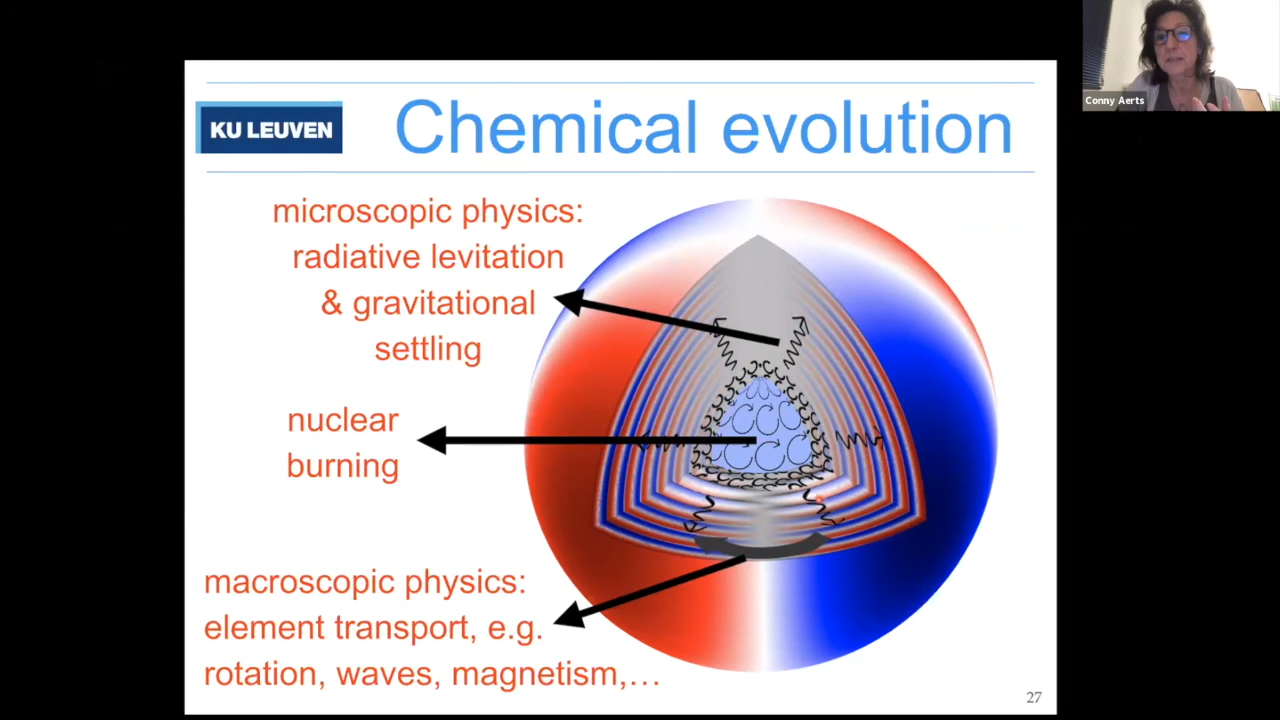 Conny Aerts
KU LEUVEN
Chemical evolution
microscopic physics:
radiative levitation
& gravitational
settling
nuclear
burning
macroscopic physics:
element transport, e.g.
rotation, waves, magnetism,…
27